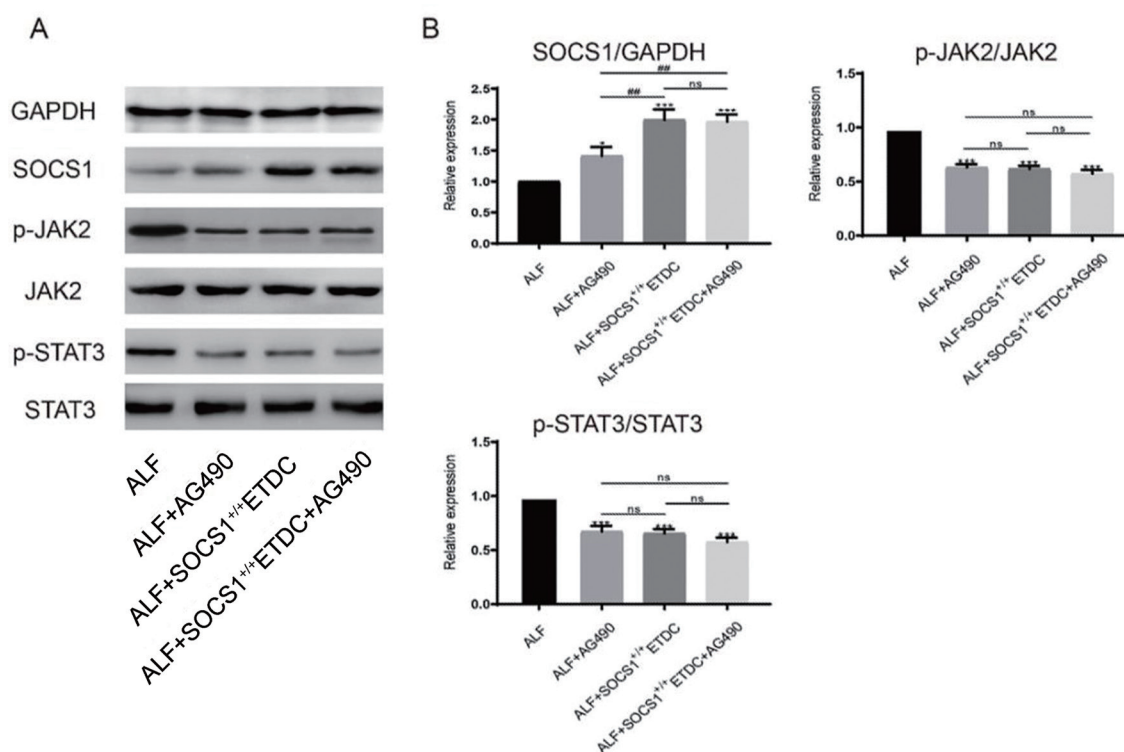 A
GAPDH
SOCS1
p-JAK2
JAK2
p-STAT3
STAT3
ALF
ALF+AG490
ALF+SOCS1+/+ETDC
ALF+SOCS1+/+ETDC+AG490
B
SOCS1/GAPDH
Relative expression
2.5
2.0
1.5
1.0
0.5
0.0
##
##
ns
*
***
***
ALF
ALF+AG490
ALF+SOCS1+/+ETDC
ALF+SOCS1+/+ETDC+AG490
p-JAK2/JAK2
Relative expression
1.5
1.0
0.5
0.0
ns
ns
ns
***
***
***
ALF
ALF+AG490
ALF+SOCS1+/+ETDC
ALF+SOCS1+/+ETDC+AG490
p-STAT3/STAT3
Relative expression
1.5
1.0
0.5
0.0
ns
ns
ns
***
***
***
ALF
ALF+AG490
ALF+SOCS1+/+ETDC
ALF+SOCS1+/+ETDC+AG490